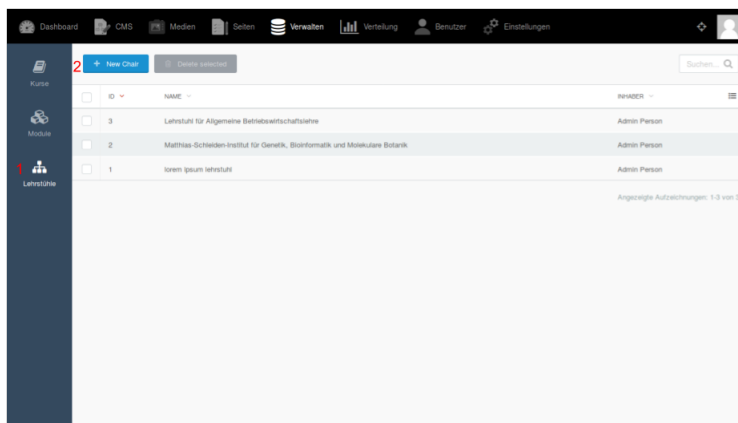 Dashboard CMS Medien Seiten Verwalten Verteilung Benutzer Einstellungen
Kurse
Module
1
Lehrstühle
2 + New Chair Delete selected Suchen...
ID NAME INHABER
3 Lehrstuhl für Allgemeine Betriebswirtschaftslehre Admin Person
2 Matthias-Schleiden-Institut für Genetik, Bioinformatik und Molekulare Botanik Admin Person
1 lorem ipsum lehrstuhl Admin Person
Angezeigte Aufzeichnungen: 1-3 von 3